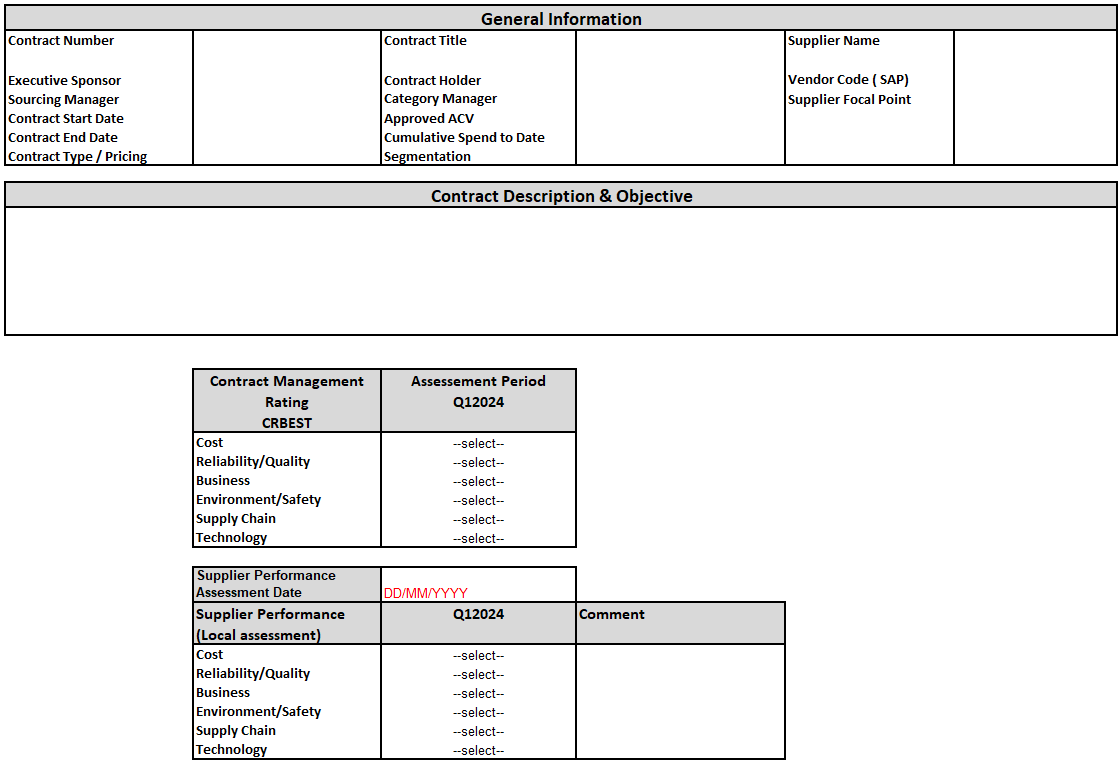 General Information
Contract Number Contract Title Supplier Name
Executive Sponsor Contract Holder Vendor Code ( SAP)
Sourcing Manager Category Manager Supplier Focal Point
Contract Start Date Approved ACV
Contract End Date Cumulative Spend to Date
Contract Type / Pricing Segmentation
Contract Description & Objective
Contract Management Assessement Period
Rating Q12024
CRBEST
Cost --select--
Reliability/Quality --select--
Business --select--
Environment/Safety --select--
Supply Chain --select--
Technology --select--
Supplier Performance
Assessment Date DD/MM/YYYY
Supplier Performance Q12024 Comment
(Local assessment)
Cost --select--
Reliability/Quality --select--
Business --select--
Environment/Safety --select--
Supply Chain --select--
Technology --select--